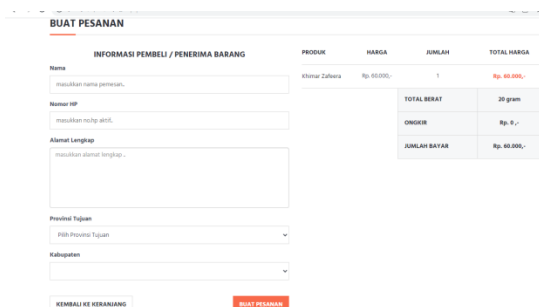 BUAT PESANAN
INFORMASI PEMBELI / PENERIMA BARANG
Nama
masukkan nama pemesan..
Nomor HP
masukkan no.hp aktif..
Alamat Lengkap
masukkan alamat lengkap..
Provinsi Tujuan
Pilih Provinsi Tujuan
Kabupaten
KEMBALI KE KERANJANG
BUAT PESANAN
PRODUK HARGA JUMLAH TOTAL HARGA
Khimar Zafeera Rp. 60.000,- 1 Rp. 60.000,-
TOTAL BERAT 20 gram
ONGKIR Rp. 0 ,-
JUMLAH BAYAR Rp. 60.000,-